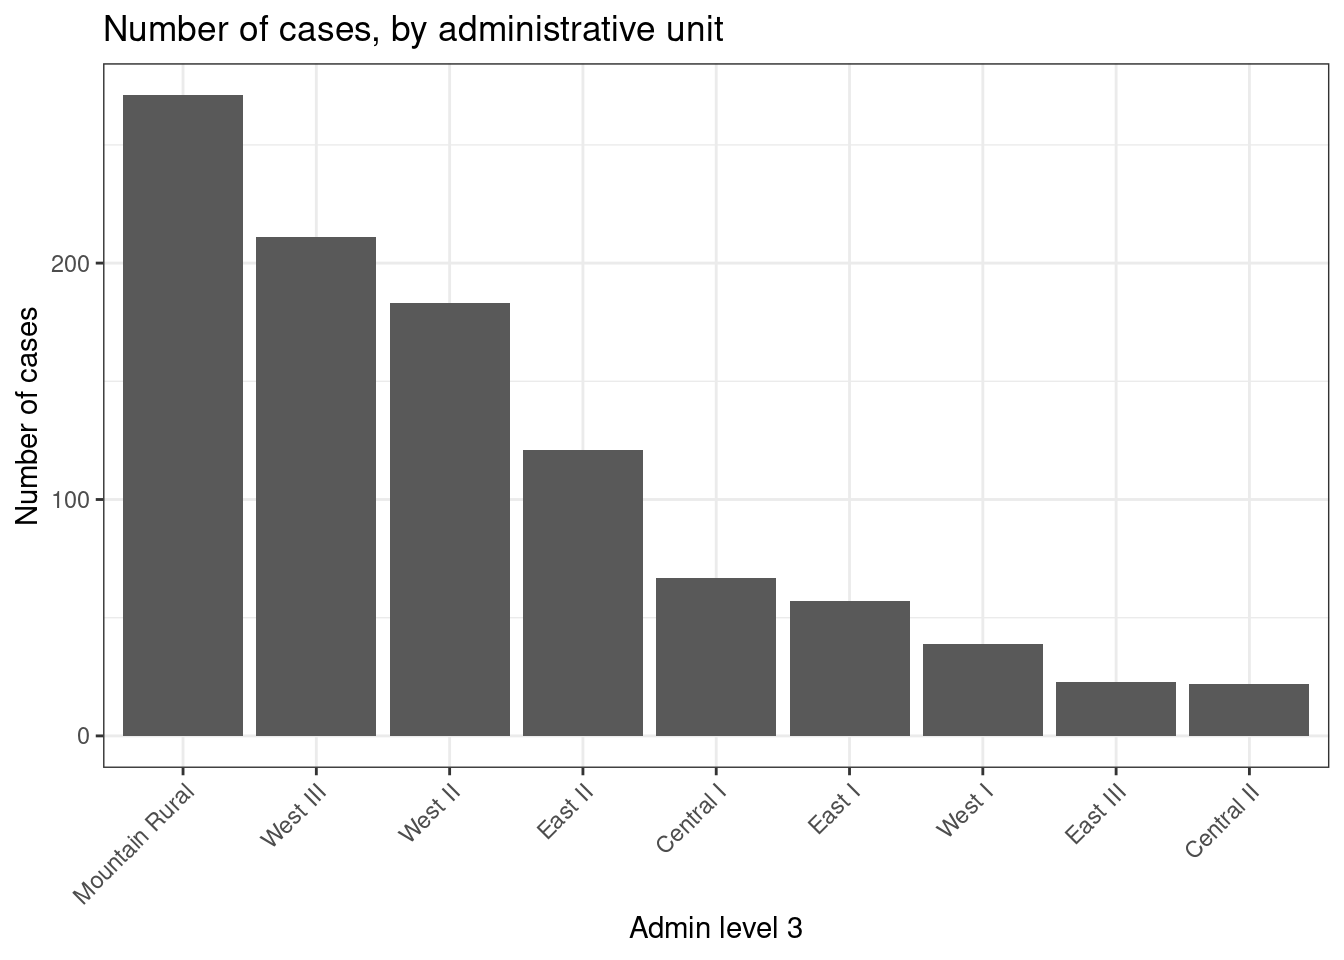 Number of cases, by administrative unit
Number of cases
200
100
0
Mountain Rural
West III
West II
East II
Central I
East I
West I
East III
Central II
Admin level 3